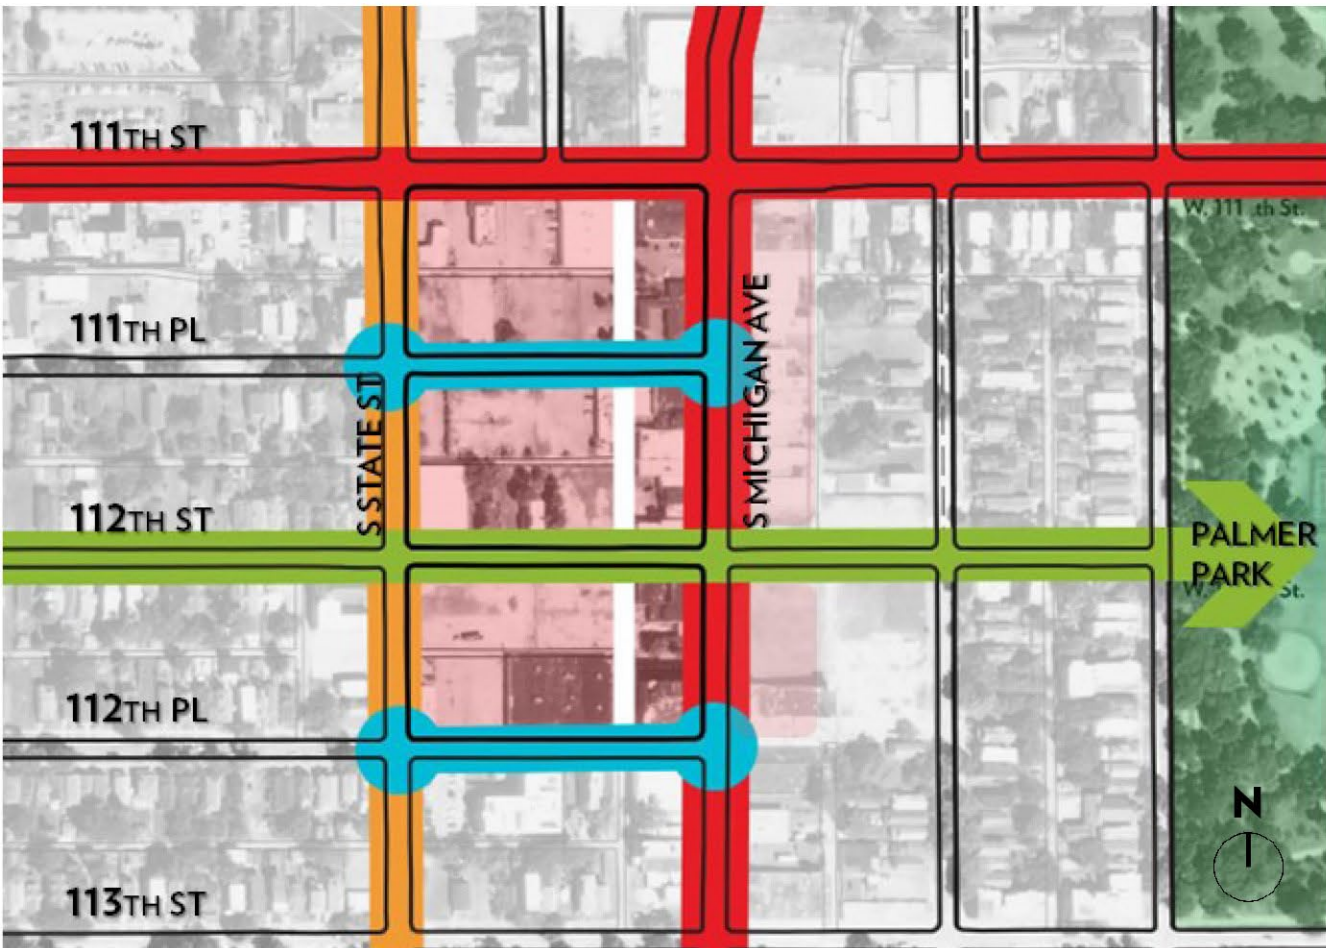 111TH ST
W. 111 th St.
111TH PL
S STATE ST
S MICHIGAN AVE
112TH ST
PALMER
PARK
W. St.
112TH PL
N
113TH ST